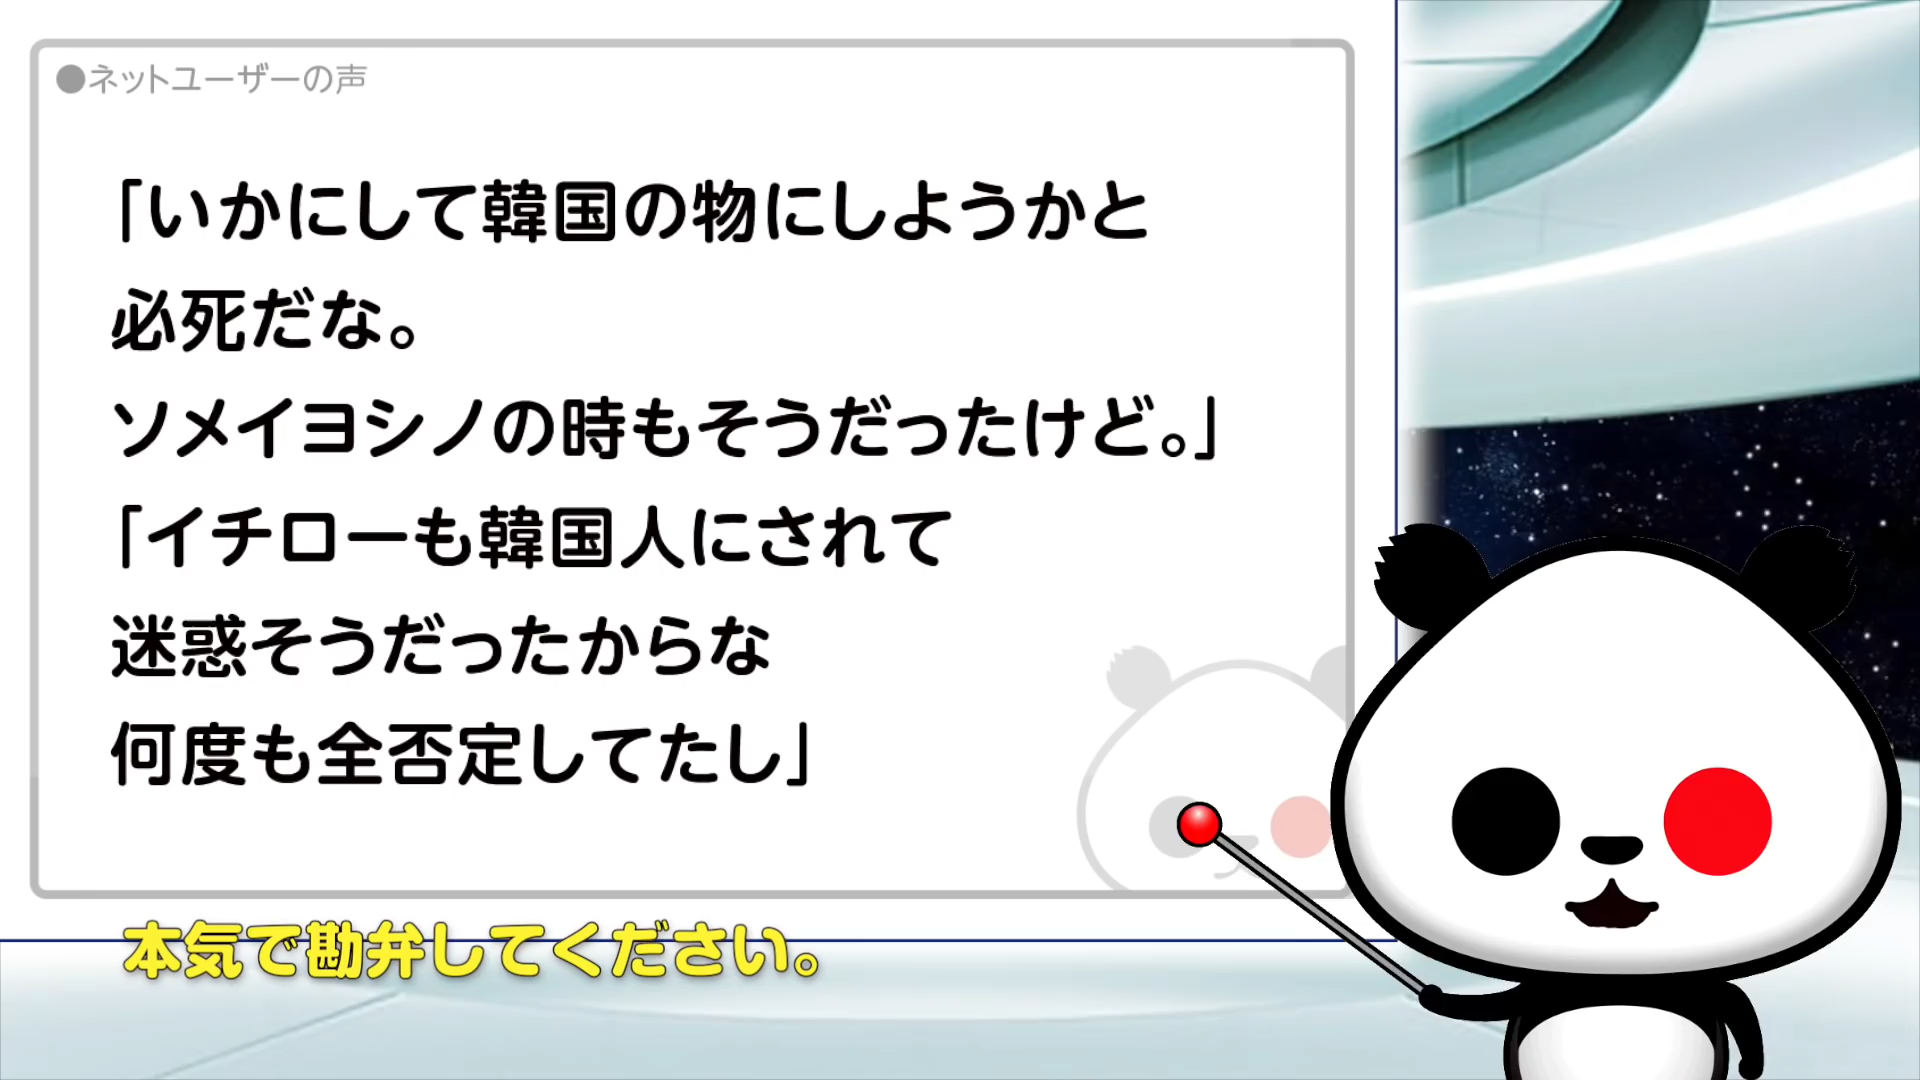 ●ネットユーザーの声
「いかにして韓国の物にしようかと
必死だな。
ソメイヨシノの時もそうだったけど。」
「イチローも韓国人にされて
迷惑そうだったからな
何度も全否定してたし」
本気で勘弁してください。